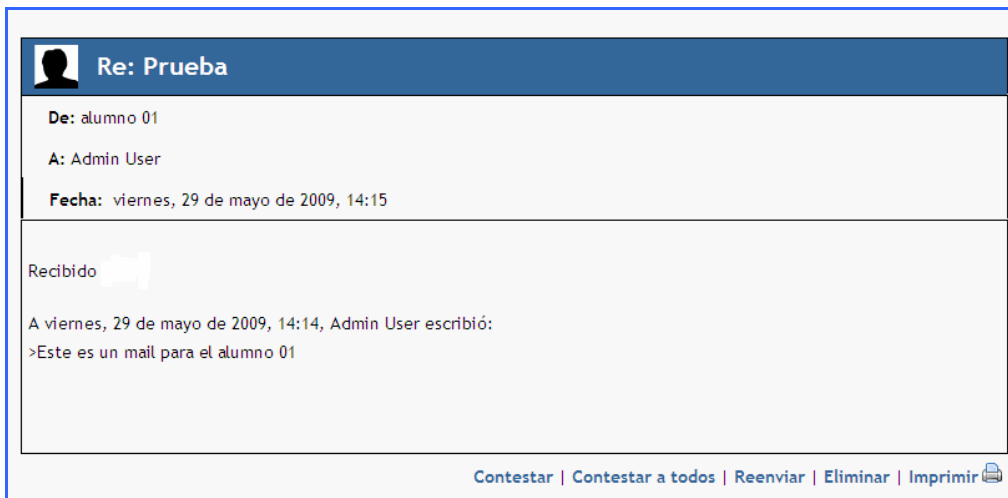 Re: Prueba
De: alumno 01
A: Admin User
Fecha: viernes, 29 de mayo de 2009, 14:15
Recibido
A viernes, 29 de mayo de 2009, 14:14, Admin User escribió:
>Este es un mail para el alumno 01
Contestar | Contestar a todos | Reenviar | Eliminar | Imprimir